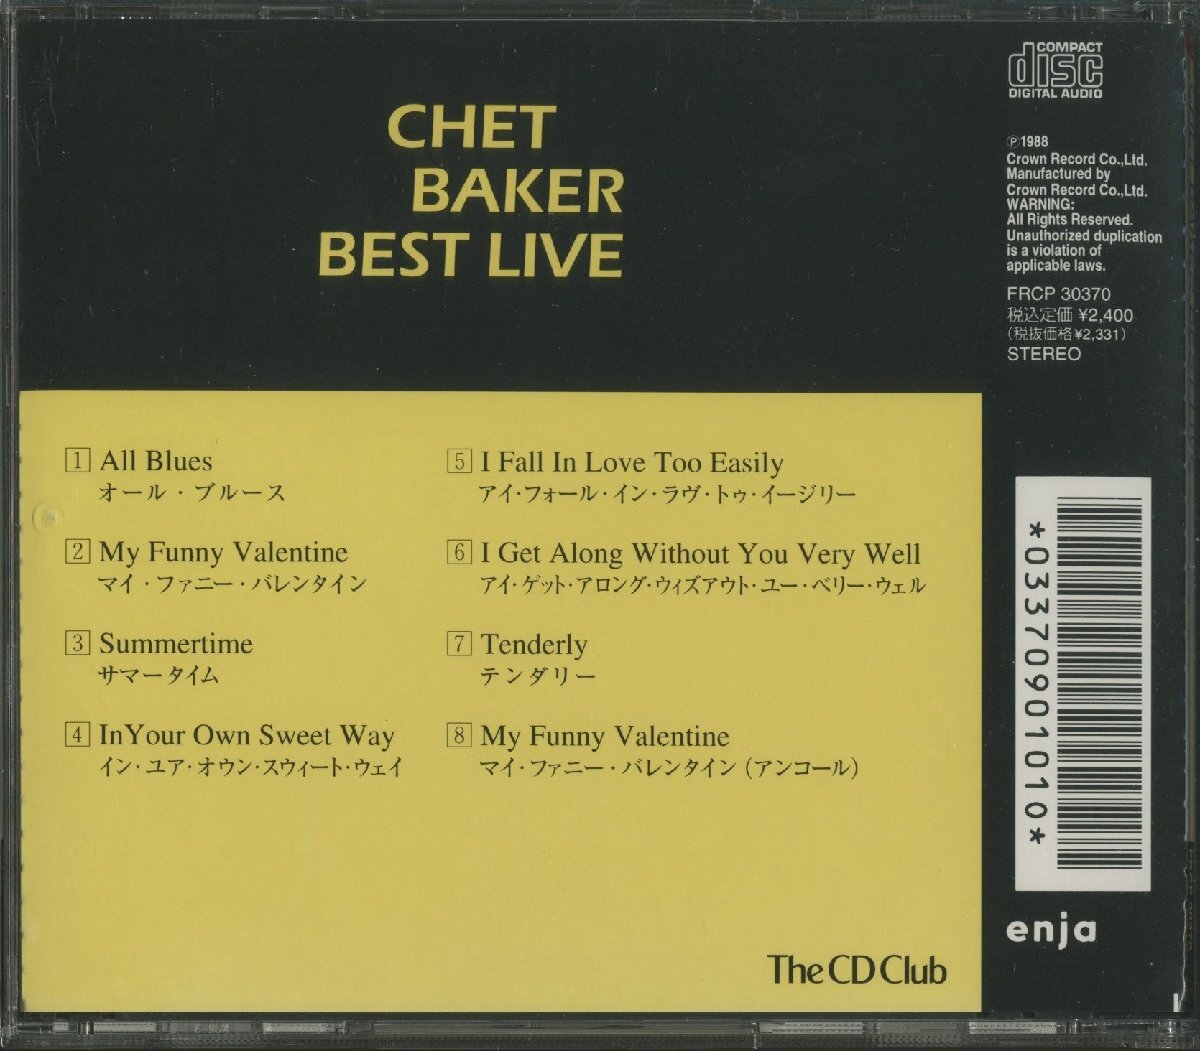 CHET
BAKER
BEST LIVE
COMPACT
disc
DIGITAL AUDIO
Ⓟ1988
Crown Record Co.,Ltd.
Manufactured by
Crown Record Co.,Ltd.
WARNING:
All Rights Reserved.
Unauthorized duplication
is a violation of
applicable laws.
FRCP 30370
税込定価 ¥2,400
(税抜価格¥2,331)
STEREO
1 All Blues
オール・ブルース
2 My Funny Valentine
マイ・ファニー・バレンタイン
3 Summertime
サマータイム
4 InYour Own Sweet Way
イン・ユア・オウン・スウィート・ウェイ
5 I Fall In Love Too Easily
アイ・フォール・イン・ラヴ・トゥ・イージリー
6 I Get Along Without You Very Well
アイ・ゲット・アロング・ウィズアウト・ユー・ベリー・ウェル
7 Tenderly
テンダリー
8 My Funny Valentine
マイ・ファニー・バレンタイン(アンコール)
*03370901010*
enja
The CD Club